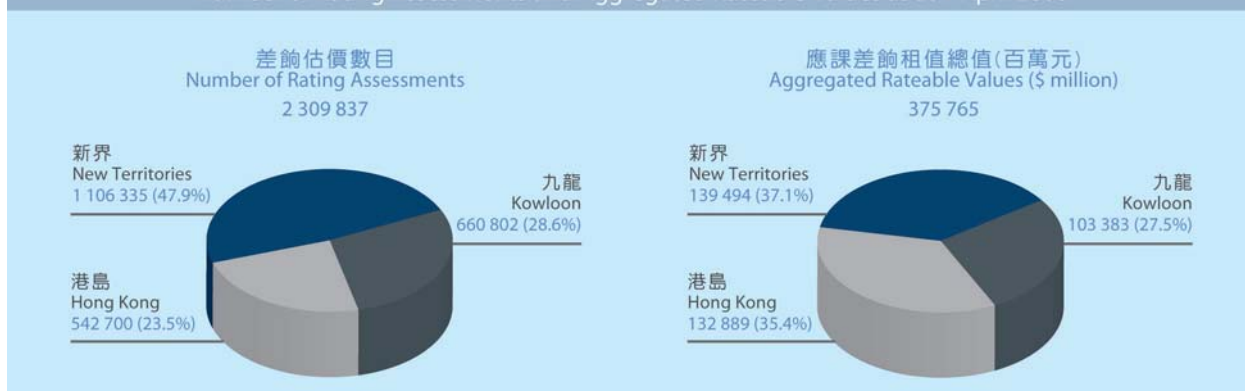 差餉估價數目
Number of Rating Assessments
2 309 837
新界
New Territories
1 106 335 (47.9%)
九龍
Kowloon
660 802 (28.6%)
港島
Hong Kong
542 700 (23.5%)
應課差餉租值總值(百萬元)
Aggregated Rateable Values ($ million)
375 765
新界
New Territories
139 494 (37.1%)
九龍
Kowloon
103 383 (27.5%)
港島
Hong Kong
132 889 (35.4%)